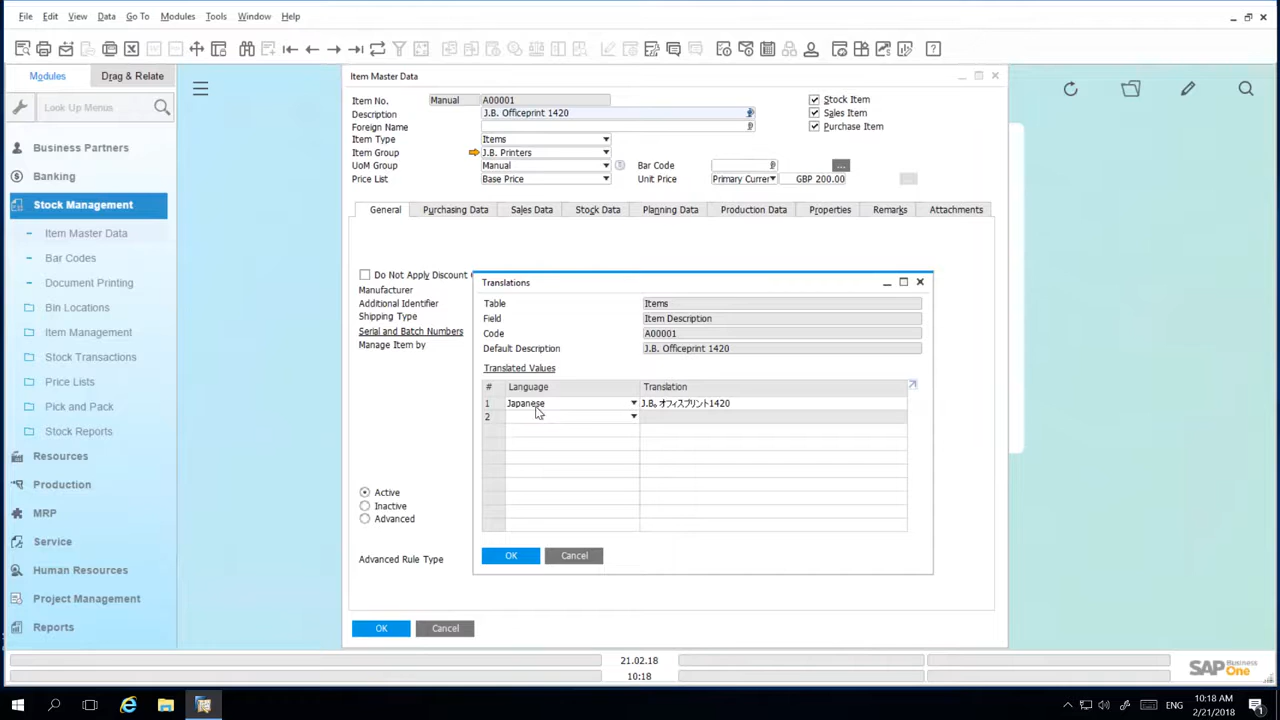 File Edit View Data Go To Modules Tools Window Help
Modules Drag & Relate
Look Up Menus
Business Partners
Banking
Stock Management
Item Master Data
Bar Codes
Document Printing
Bin Locations
Item Management
Stock Transactions
Price Lists
Pick and Pack
Stock Reports
Resources
Production
MRP
Service
Human Resources
Project Management
Reports
Item Master Data
Item No. Manual A00001
Description J.B. Officeprint 1420
Foreign Name
Item Type Items
Item Group J.B. Printers
UoM Group Manual Bar Code ...
Price List Base Price Unit Price Primary Curren GBP 200.00 ...
Stock Item
Sales Item
Purchase Item
General Purchasing Data Sales Data Stock Data Planning Data Production Data Properties Remarks Attachments
Do Not Apply Discount
Manufacturer
Additional Identifier
Shipping Type
Serial and Batch Numbers
Manage Item by
Active
Inactive
Advanced
Advanced Rule Type
OK Cancel
Translations
Table Items
Field Item Description
Code A00001
Default Description J.B. Officeprint 1420
Translated Values
# Language Translation
1 Japanese J.B。オフィスプリント1420
2
OK Cancel
21.02.18
10:18
SAP Business One
ENG
10:18 AM
2/21/2018
1